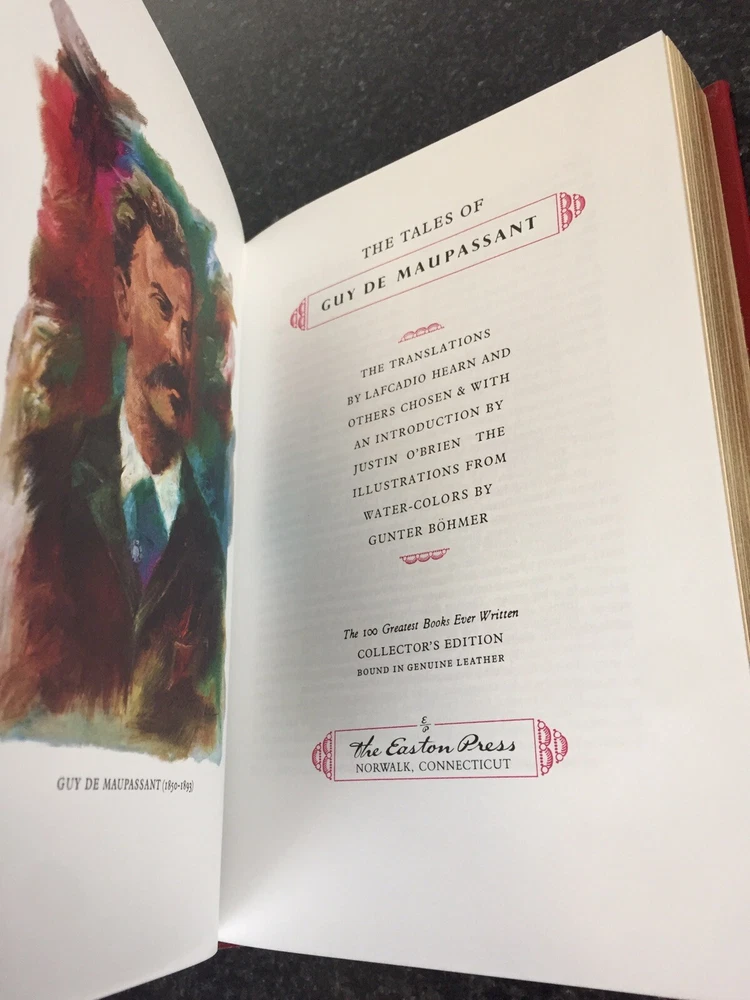 GUY DE MAUPASSANT (1850-1893)
THE TALES OF
GUY DE MAUPASSANT
THE TRANSLATIONS
BY LAFCADIO HEARN AND
OTHERS CHOSEN & WITH
AN INTRODUCTION BY
JUSTIN O'BRIEN THE
ILLUSTRATIONS FROM
WATER-COLORS BY
GUNTER BÖHMER
The 100 Greatest Books Ever Written
COLLECTOR'S EDITION
BOUND IN GENUINE LEATHER
E
P
The Easton Press
NORWALK, CONNECTICUT